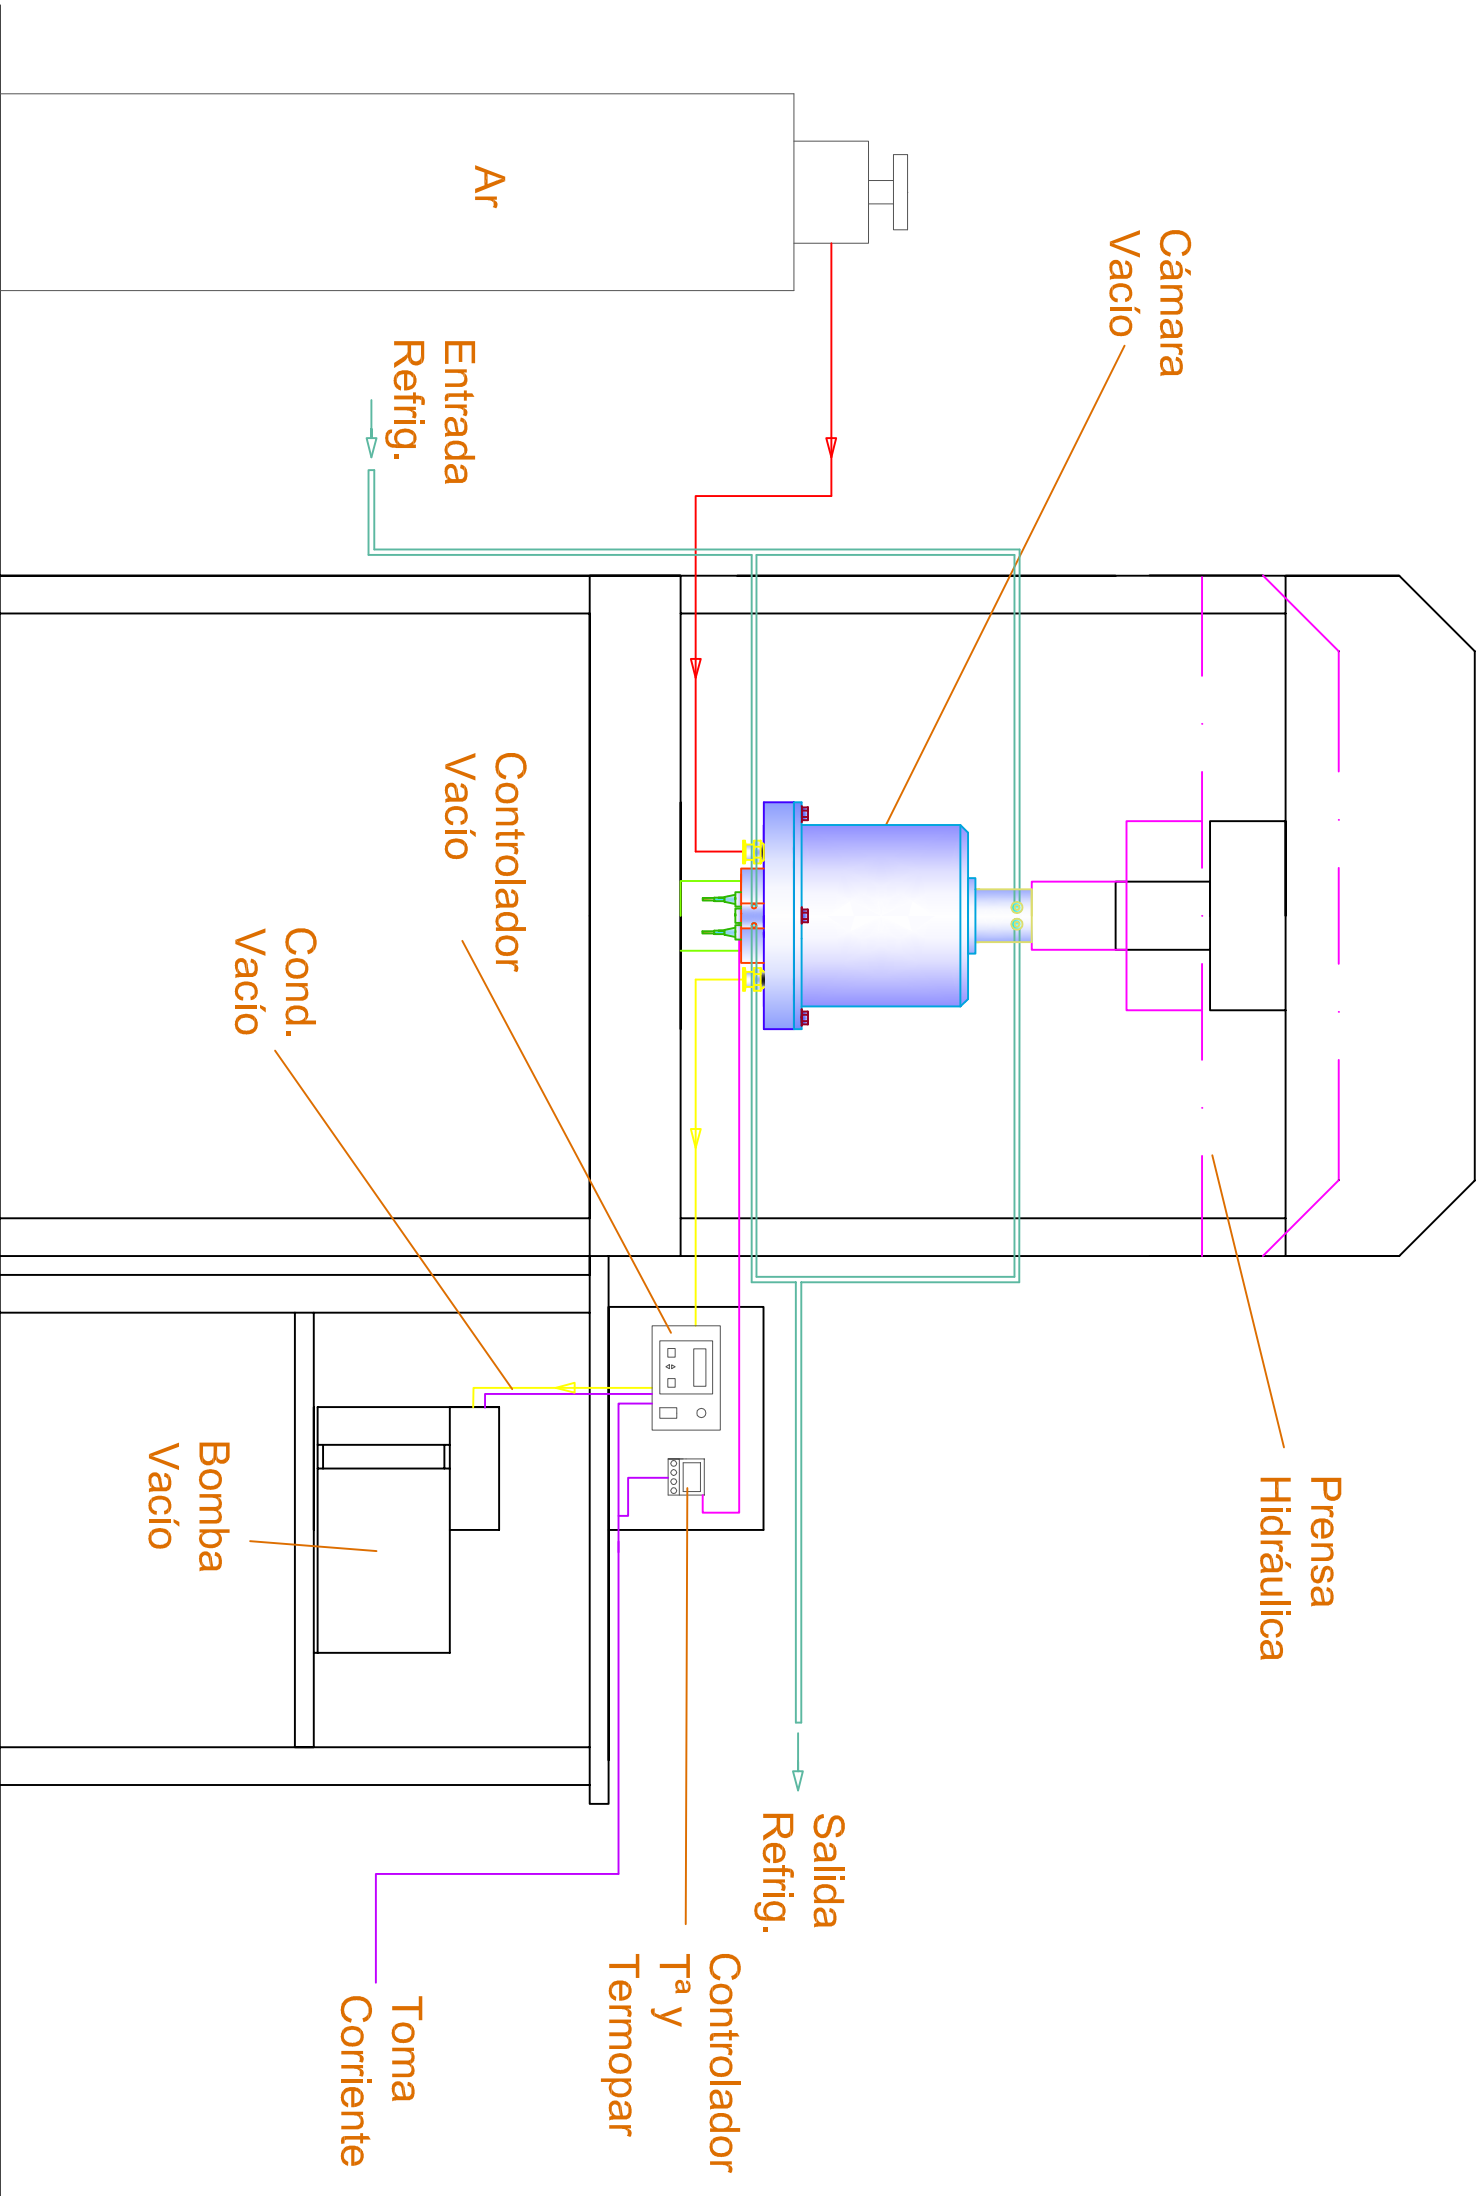 Ar
Entrada
Refrig.
Cámara
Vacío
Controlador
Vacío
Cond.
Vacío
Bomba
Vacío
Prensa
Hidráulica
Salida
Refrig.
Controlador
Tª y
Termopar
Toma
Corriente